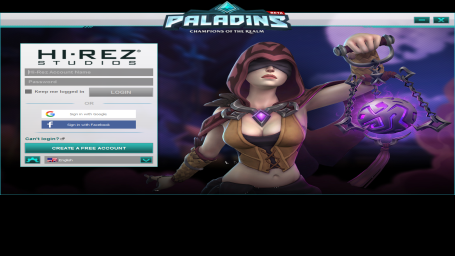 PALADINS
BETA
CHAMPIONS OF THE REALM
HI-REZ
STUDIOS
Hi-Rez Account Name
Password
Keep me logged in
LOGIN
OR
Sign in with Google
Sign in with Facebook
Can't login?
CREATE A FREE ACCOUNT
English